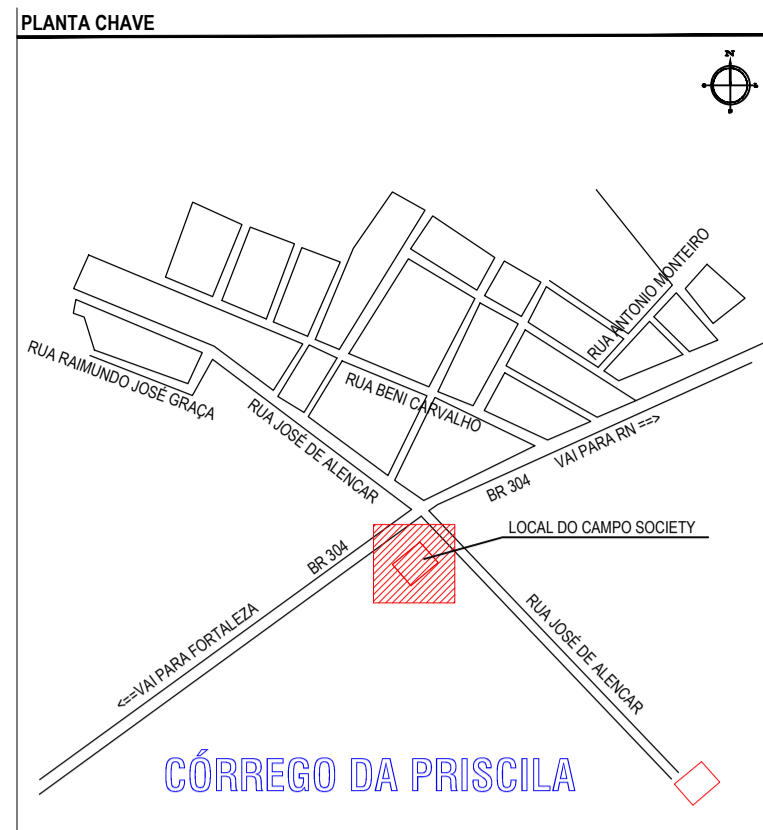 PLANTA CHAVE
N
RUA ANTONIO MONTEIRO
RUA RAIMUNDO JOSÉ GRAÇA
RUA BENI CARVALHO
RUA JOSÉ DE ALENCAR
VAI PARA RN ==>
BR 304
LOCAL DO CAMPO SOCIETY
BR 304
<==VAI PARA FORTALEZA
RUA JOSÉ DE ALENCAR
CÓRREGO DA PRISCILA